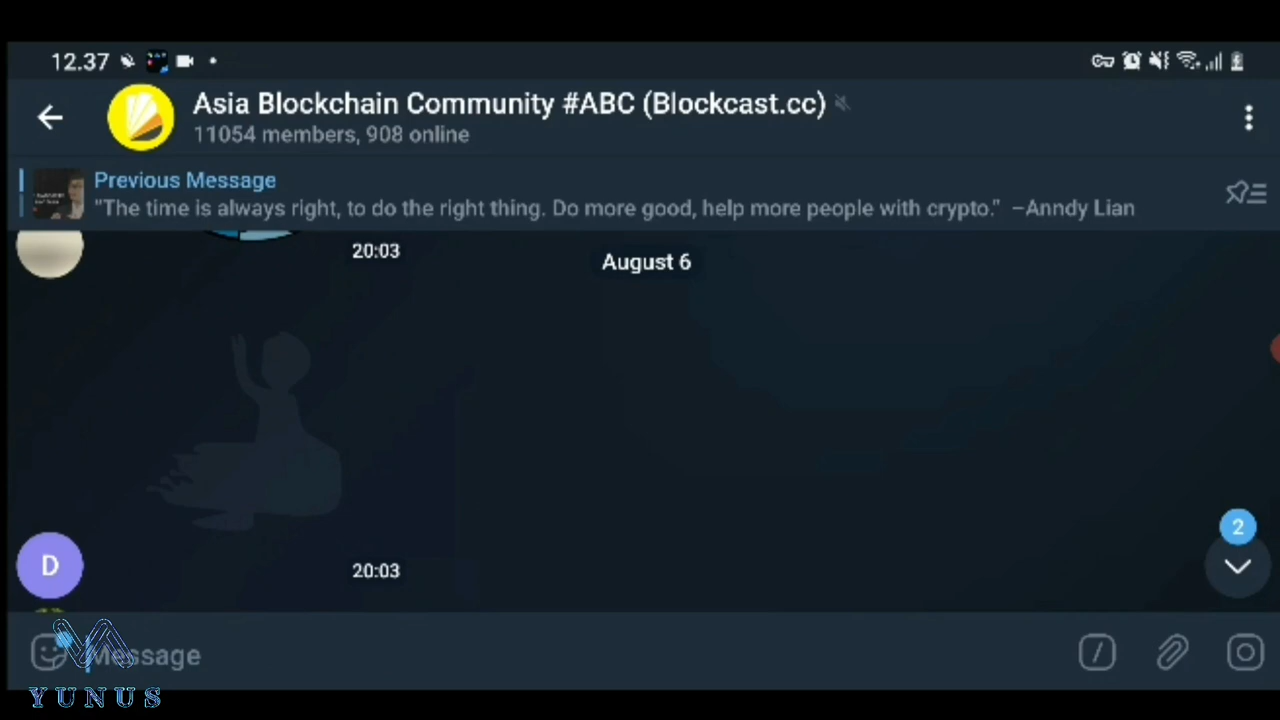 12.37
Asia Blockchain Community #ABC (Blockcast.cc)
11054 members, 908 online
Previous Message
"The time is always right, to do the right thing. Do more good, help more people with crypto." –Anndy Lian
20:03
August 6
D
20:03
2
Message
YUNUS